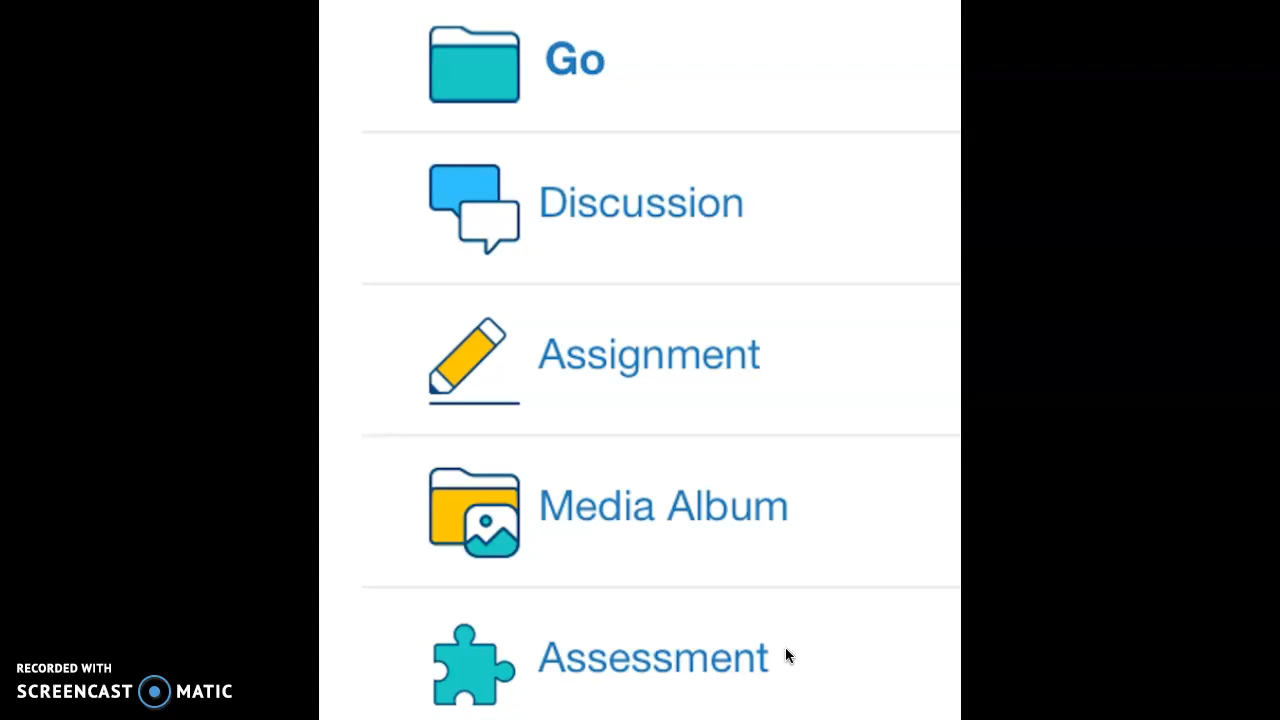 Go
Discussion
Assignment
Media Album
Assessment
RECORDED WITH
SCREENCAST MATIC